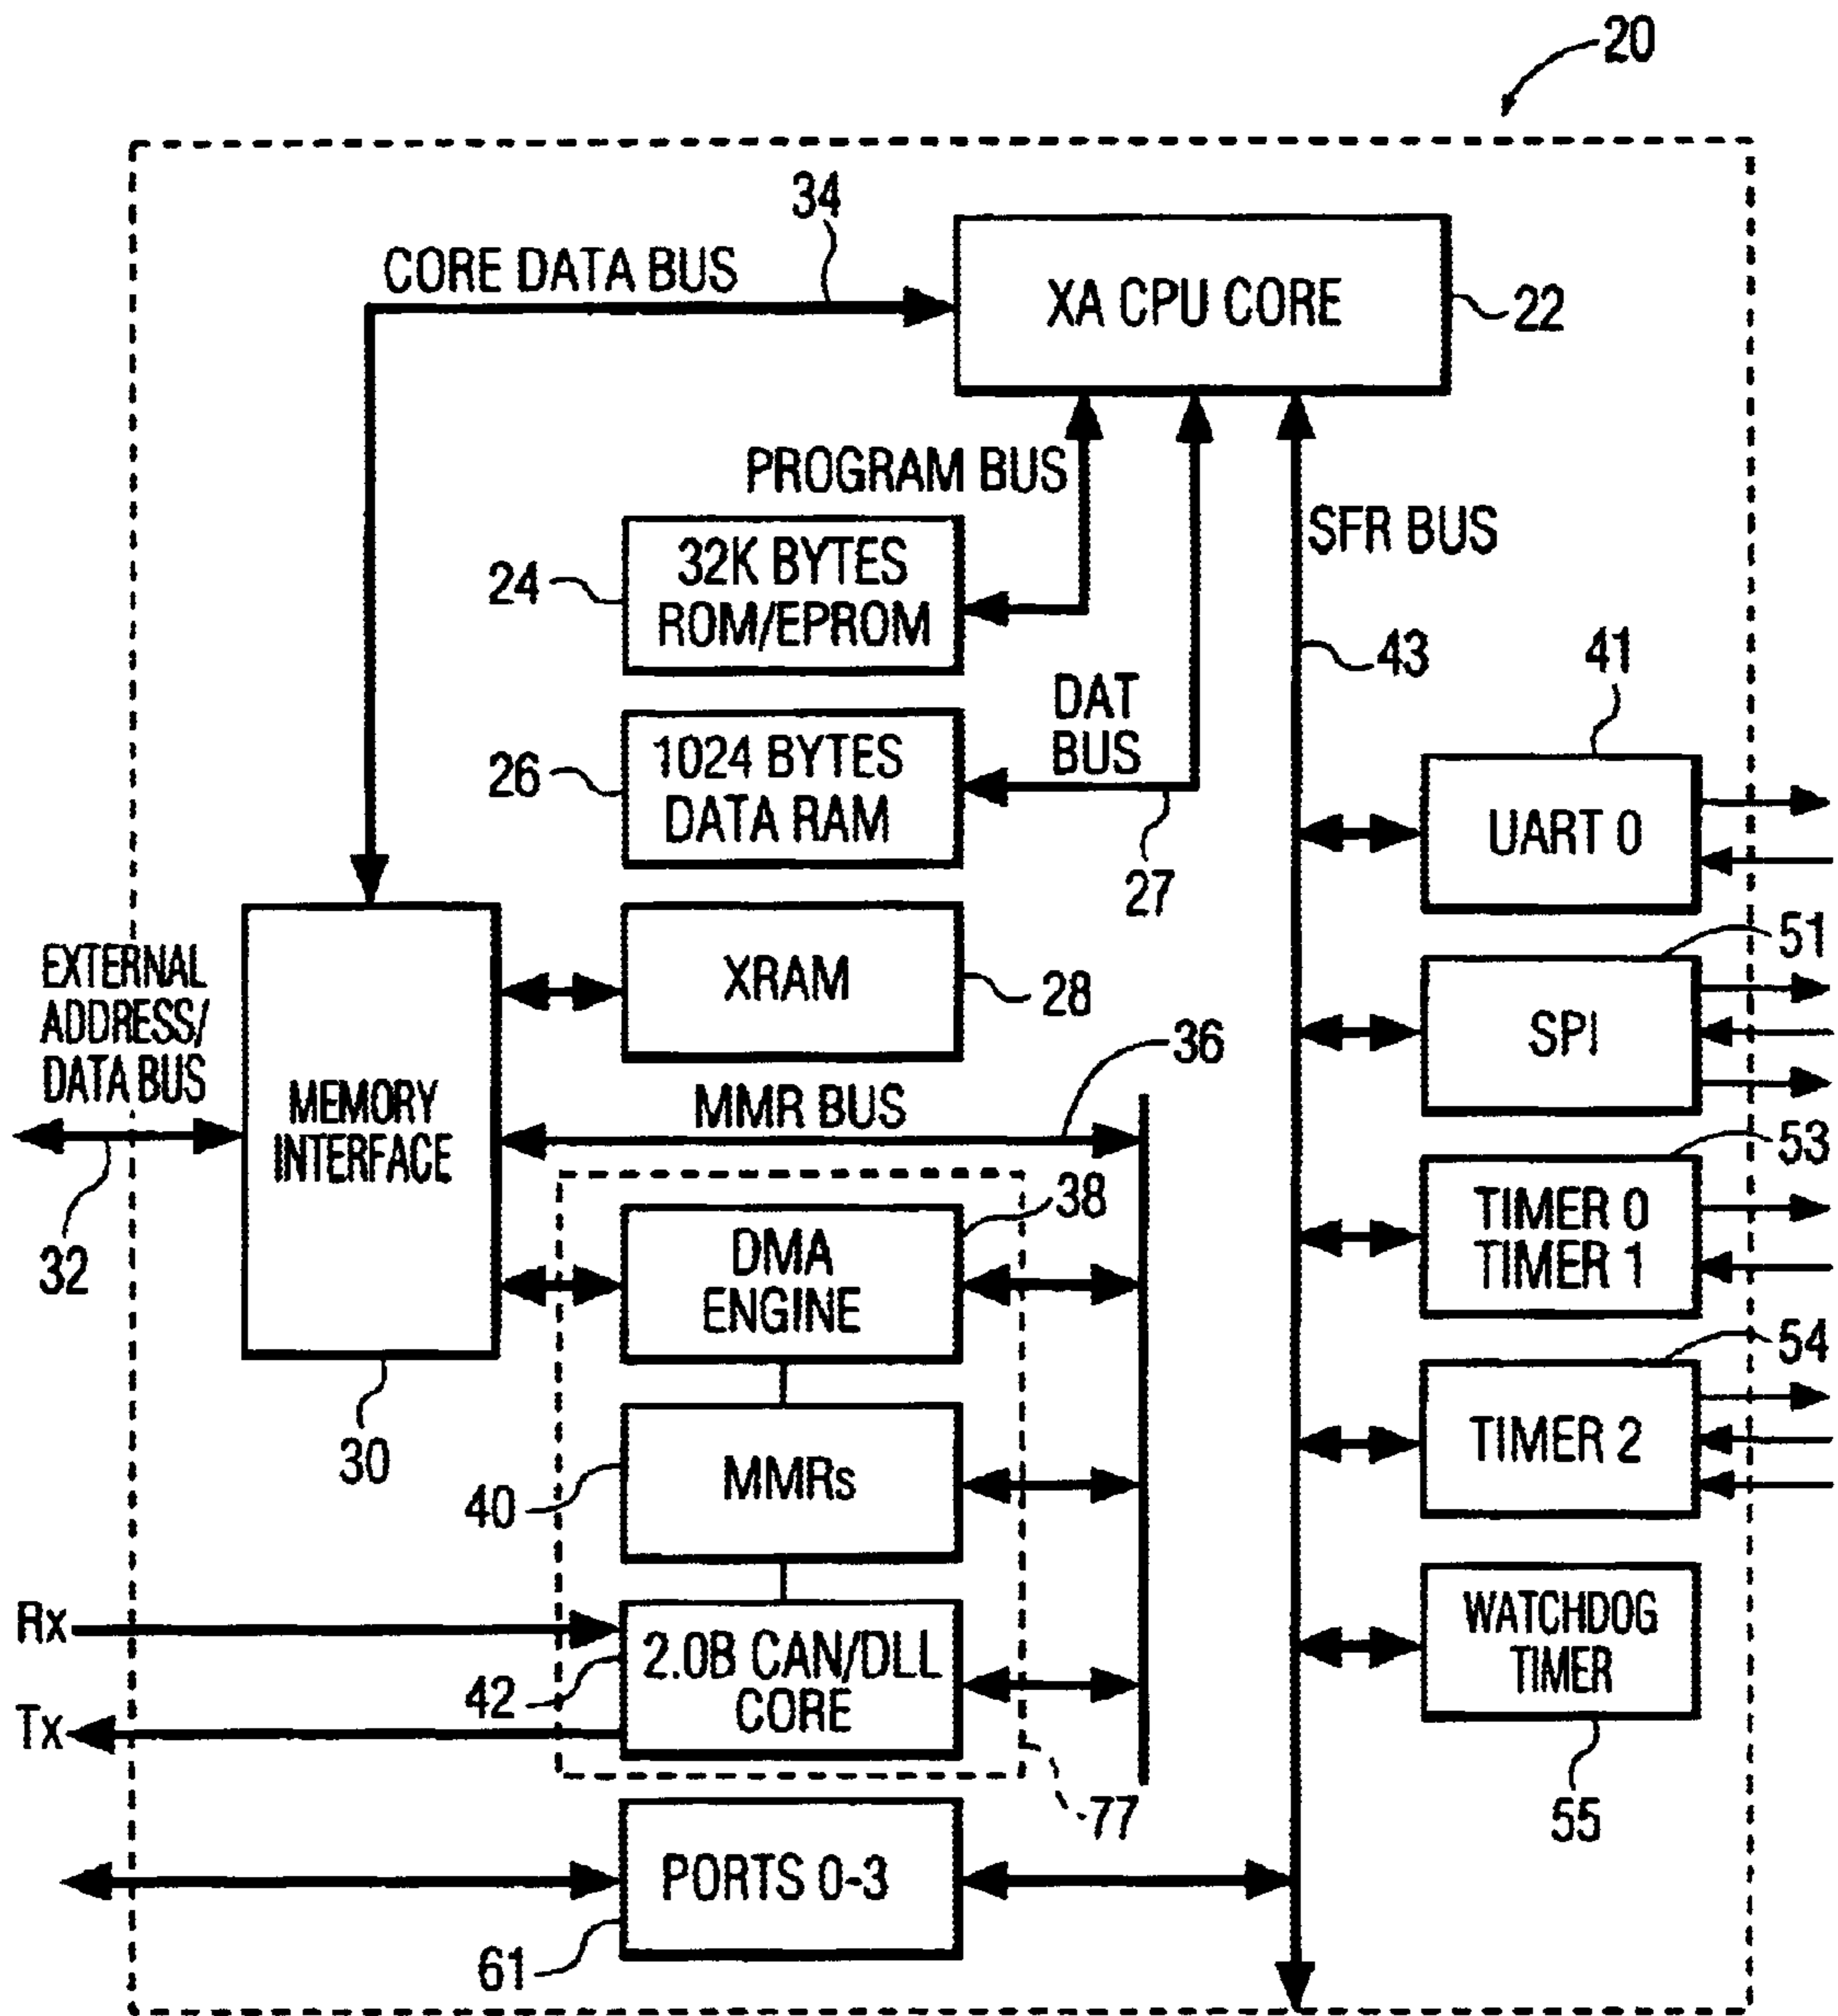 20
34
CORE DATA BUS
XA CPU CORE
22
PROGRAM BUS
SFR BUS
24
32K BYTES
ROM/EPROM
43
41
DAT
BUS
26
1024 BYTES
DATA RAM
UART 0
27
51
EXTERNAL
ADDRESS/
DATA BUS
XRAM
28
SPI
36
MEMORY
INTERFACE
MMR BUS
53
32
38
DMA
ENGINE
TIMER 0
TIMER 1
54
30
40
MMRs
TIMER 2
Rx
42
2.0B CAN/DLL
CORE
WATCHDOG
TIMER
Tx
77
55
PORTS 0-3
61